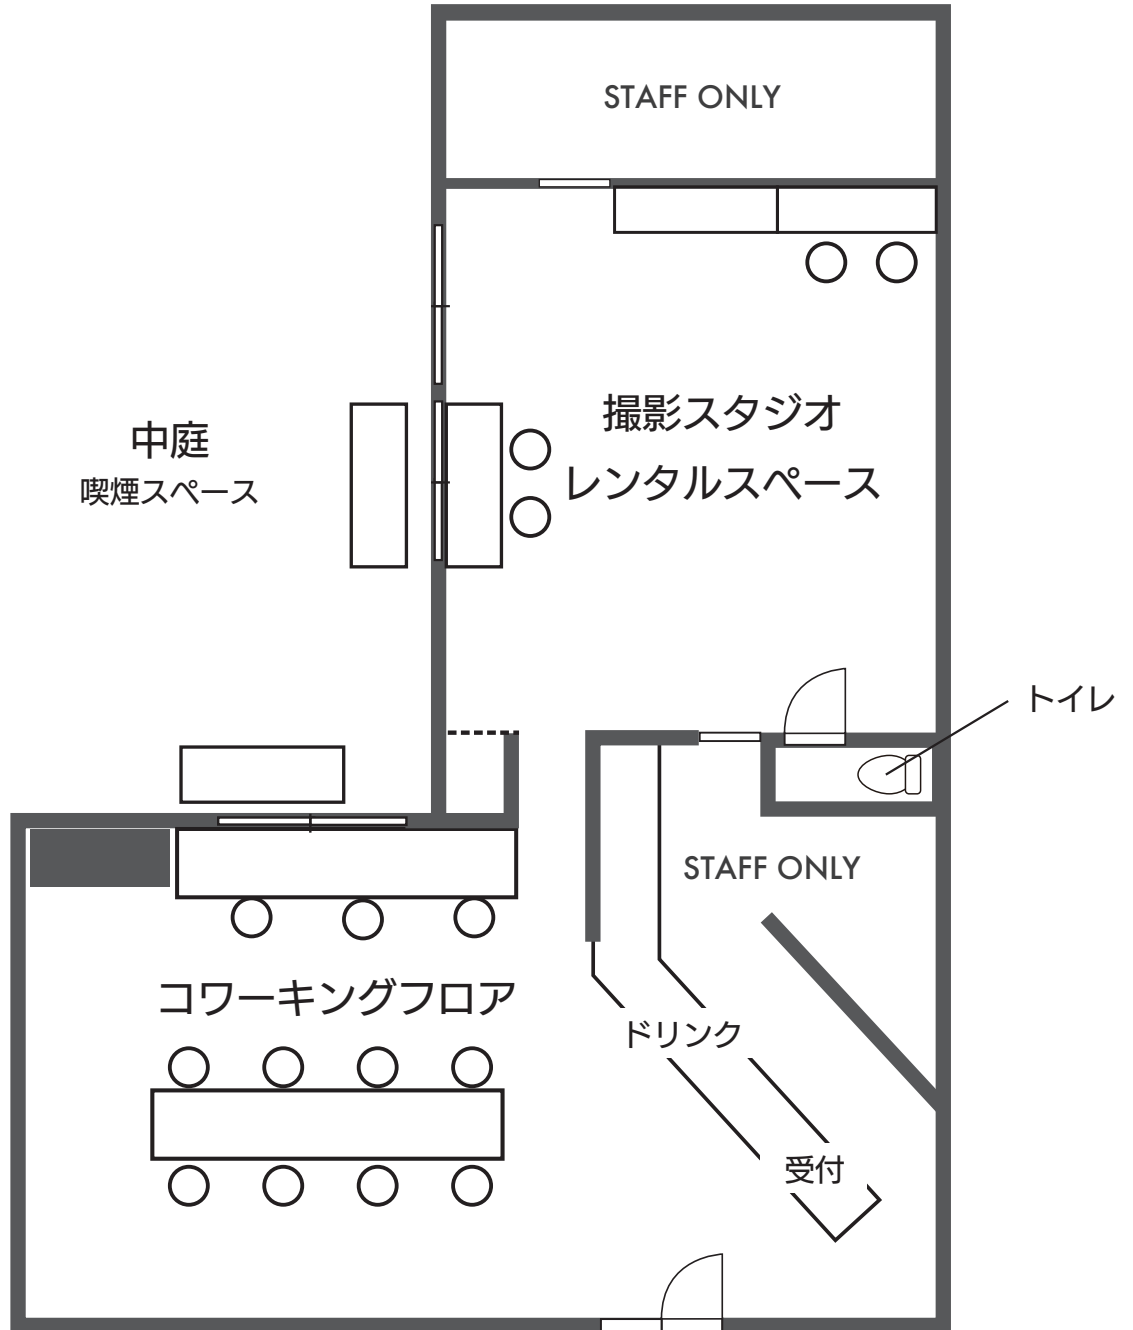 STAFF ONLY
撮影スタジオ
レンタルスペース
中庭
喫煙スペース
トイレ
STAFF ONLY
コワーキングフロア
ドリンク
受付